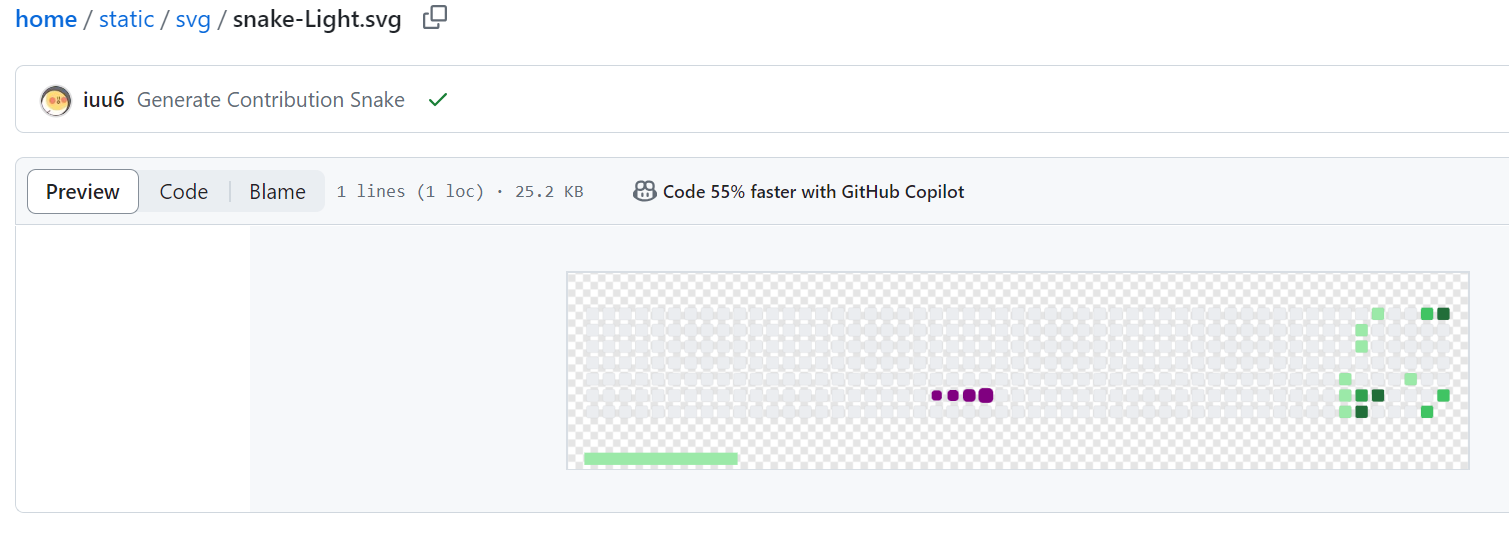 home / static / svg / snake-Light.svg
iuu6 Generate Contribution Snake
Preview Code Blame 1 lines (1 loc) · 25.2 KB Code 55% faster with GitHub Copilot